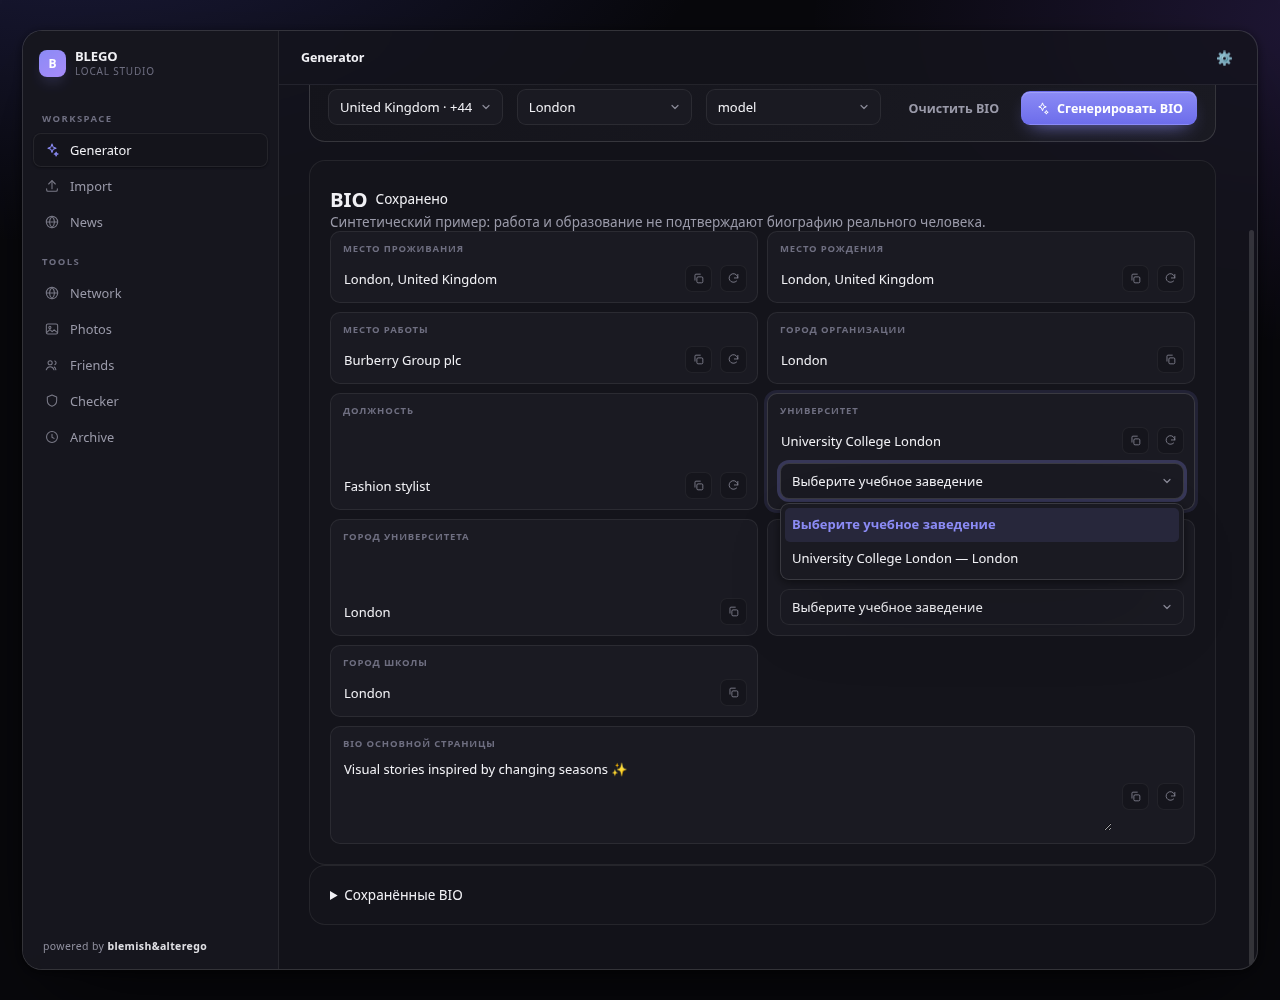 B
BLEGO
LOCAL STUDIO
WORKSPACE
Generator
Import
News
TOOLS
Network
Photos
Friends
Checker
Archive
powered by blemish&alterego
Generator
United Kingdom · +44
London
model
Очистить BIO
Сгенерировать BIO
BIO Сохранено
Синтетический пример: работа и образование не подтверждают биографию реального человека.
МЕСТО ПРОЖИВАНИЯ
London, United Kingdom
МЕСТО РОЖДЕНИЯ
London, United Kingdom
МЕСТО РАБОТЫ
Burberry Group plc
ГОРОД ОРГАНИЗАЦИИ
London
ДОЛЖНОСТЬ
Fashion stylist
УНИВЕРСИТЕТ
University College London
Выберите учебное заведение
Выберите учебное заведение
University College London — London
ГОРОД УНИВЕРСИТЕТА
London
Выберите учебное заведение
ГОРОД ШКОЛЫ
London
BIO ОСНОВНОЙ СТРАНИЦЫ
Visual stories inspired by changing seasons ✨
Сохранённые BIO